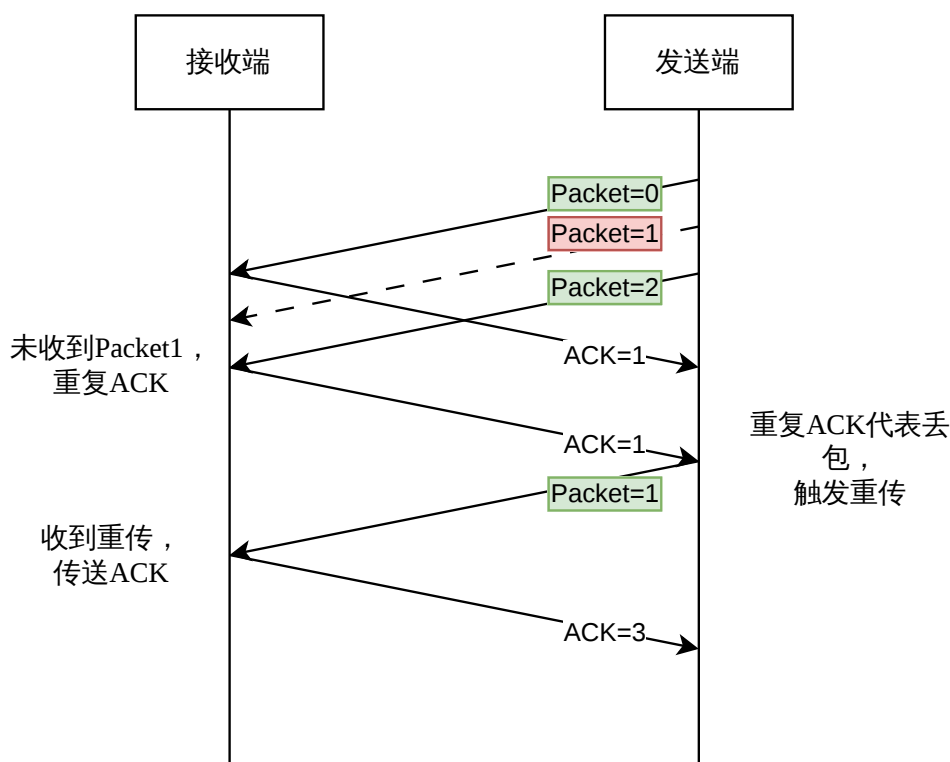 接收端
发送端
Packet=0
Packet=1
Packet=2
未收到Packet1，
重复ACK
ACK=1
重复ACK代表丢
包，
触发重传
ACK=1
Packet=1
收到重传，
传送ACK
ACK=3